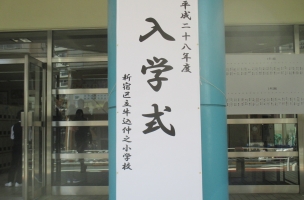 平成二十八年度
入学式
新宿区立牛込仲之小学校